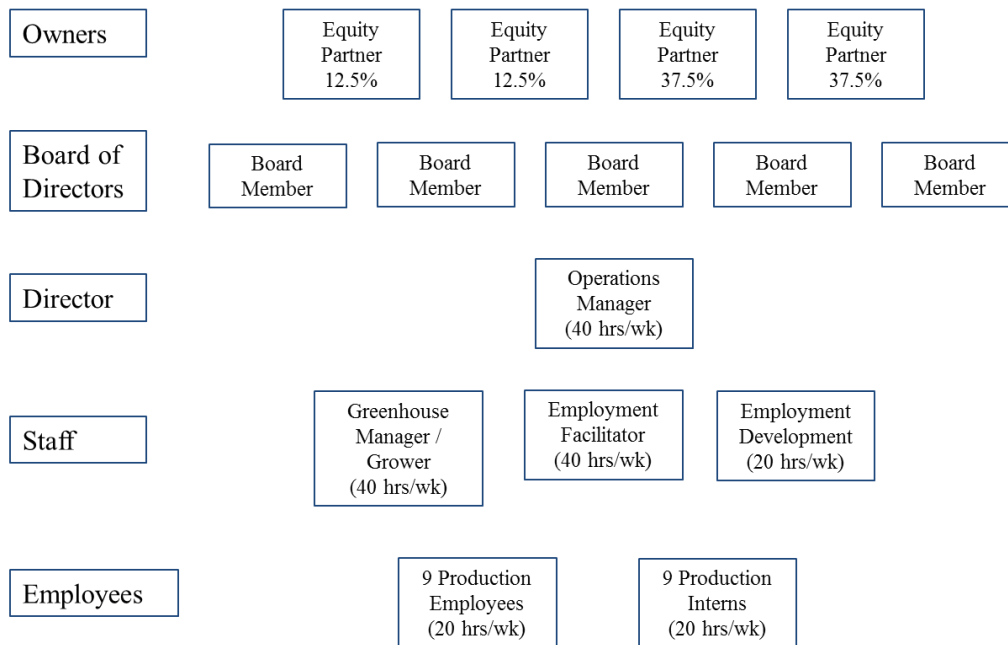 Owners
Equity
Partner
12.5%
Equity
Partner
12.5%
Equity
Partner
37.5%
Equity
Partner
37.5%
Board of
Directors
Board
Member
Board
Member
Board
Member
Board
Member
Board
Member
Director
Operations
Manager
(40 hrs/wk)
Staff
Greenhouse
Manager /
Grower
(40 hrs/wk)
Employment
Facilitator
(40 hrs/wk)
Employment
Development
(20 hrs/wk)
Employees
9 Production
Employees
(20 hrs/wk)
9 Production
Interns
(20 hrs/wk)